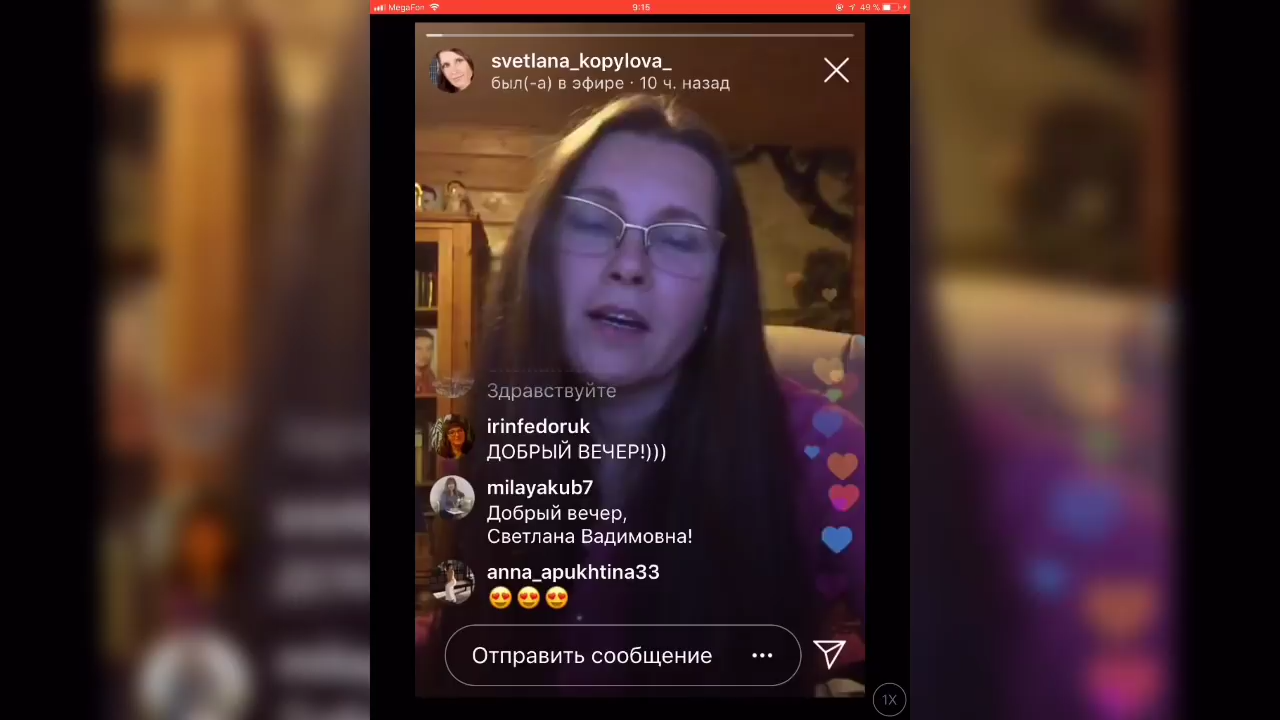 MegaFon
9:15
49 %
svetlana_kopylova_
был(-а) в эфире · 10 ч. назад
Здравствуйте
irinfedoruk
ДОБРЫЙ ВЕЧЕР!)))
milayakub7
Добрый вечер,
Светлана Вадимовна!
anna_apukhtina33
😍😍😍
Отправить сообщение
1X